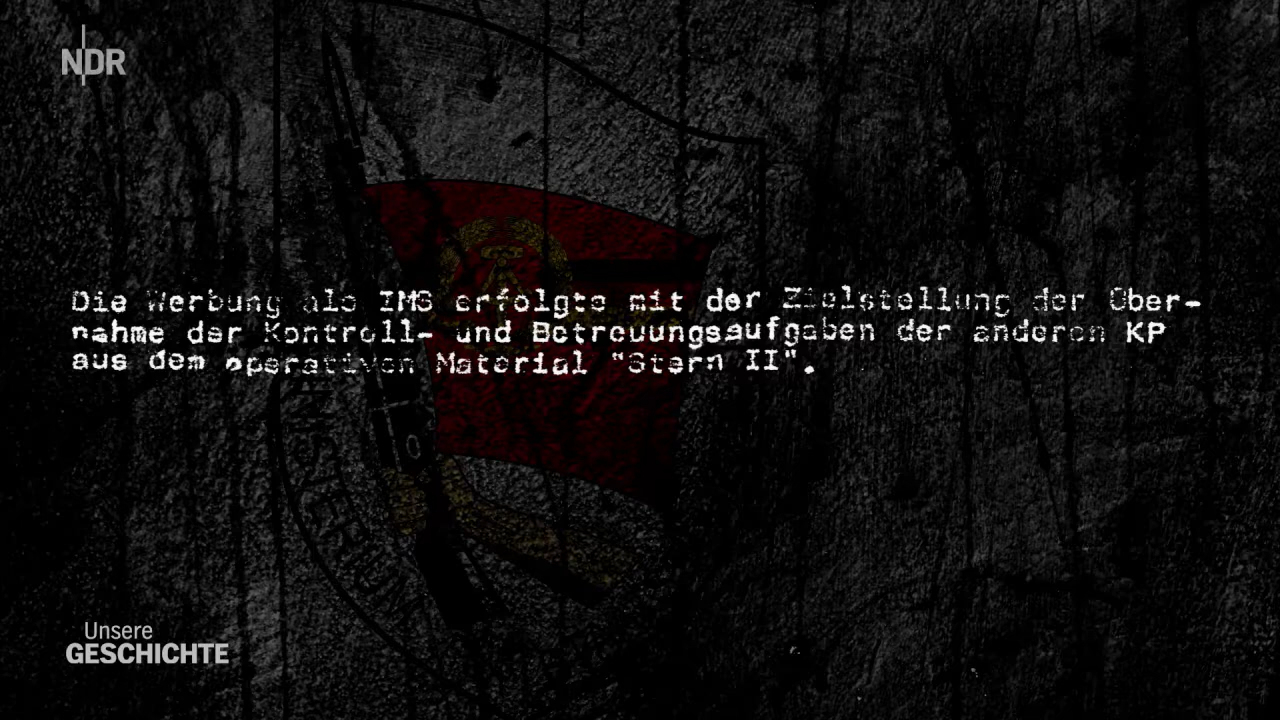 NDR
Die Werbung als IMS erfolgte mit der Zielstellung der Über-
nahme der Kontroll- und Betreuungsaufgaben der anderen KP
aus dem operativen Material "Stern II".
MINISTERIUM
Unsere
GESCHICHTE